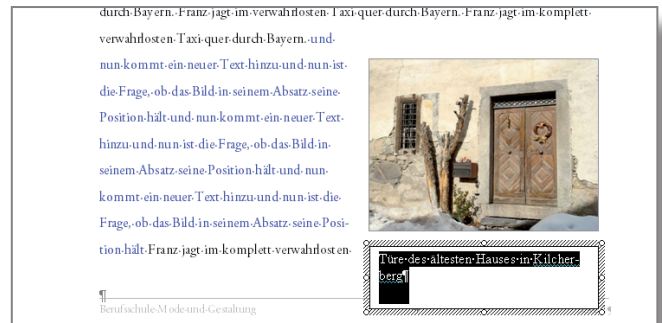 durch Bayern. Franz jagt im verwahrlosten Taxi quer durch Bayern. Franz jagt im komplett
verwahrlosten Taxi quer durch Bayern. und
nun kommt ein neuer Text hinzu und nun ist
die Frage, ob das Bild in seinem Absatz seine
Position hält und nun kommt ein neuer Text
hinzu und nun ist die Frage, ob das Bild in
seinem Absatz seine Position hält und nun
kommt ein neuer Text hinzu und nun ist die
Frage, ob das Bild in seinem Absatz seine Posi-
tion hält Franz jagt im komplett verwahrlosten
Türe des ältesten Hauses in Kilcher-
berg¶
¶
Berufsschule Mode und Gestaltung